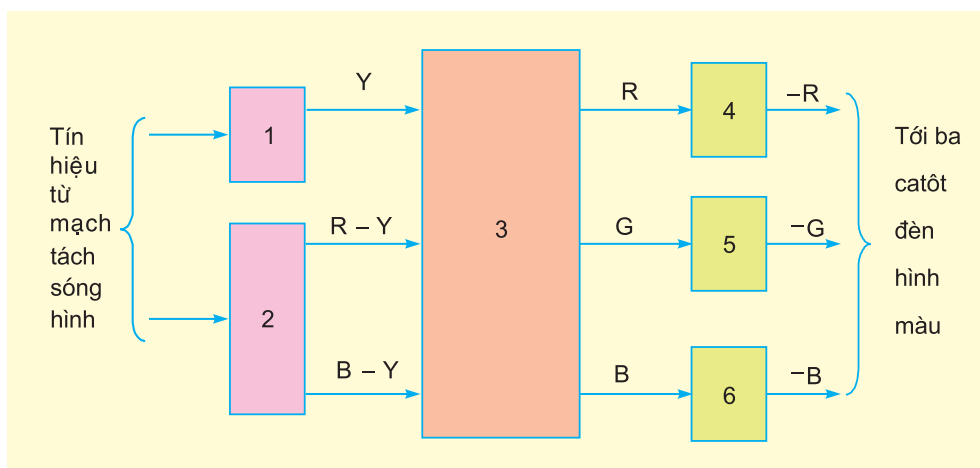 Tín
hiệu
từ
mạch
tách
sóng
hình
1
2
Y
R – Y
B – Y
3
R
G
B
4
5
6
–R
–G
–B
Tới ba
catôt
đèn
hình
màu